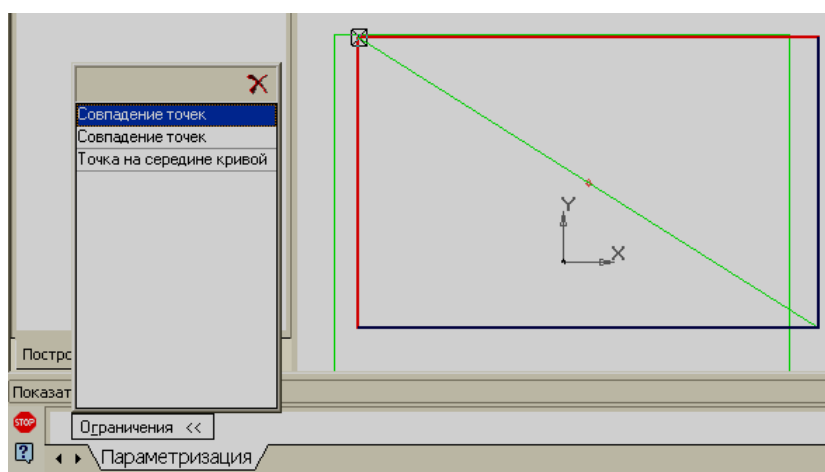 Совпадение точек
Совпадение точек
Точка на середине кривой
Y
X
Постро
Показат
STOP
Ограничения <<
?
Параметризация